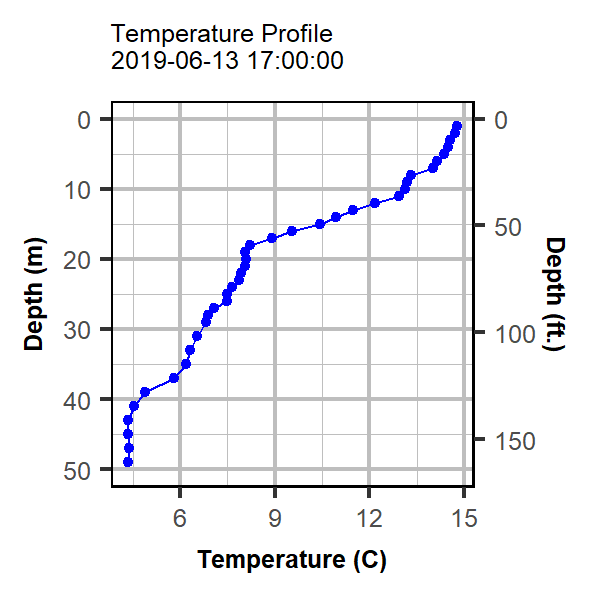 Temperature Profile
2019-06-13 17:00:00
0
10
20
30
40
50
Depth (m)
0
50
100
150
Depth (ft.)
6 9 12 15
Temperature (C)